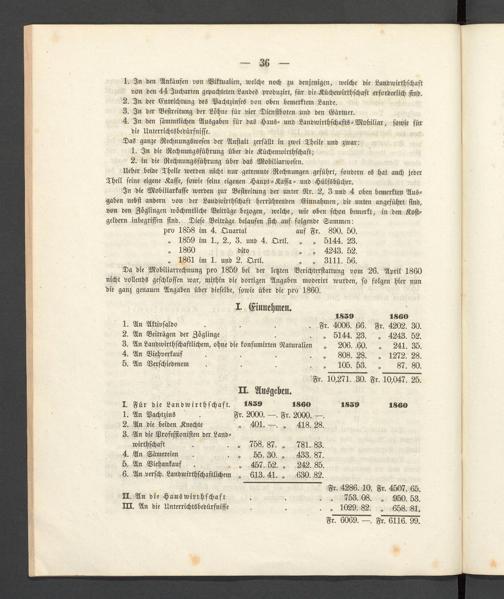 — 36 —
1. In den Ankäufen von Viktualien, welche noch zu denjenigen, welche die Landwirthschaft
von den 44 Jucharten gepachteten Landes produzirt, für die Küchewirthschaft erforderlich sind.
2. In der Entrichtung des Pachtzinses von oben bemerktem Lande.
3. In der Bestreitung der Löhne für vier Dienstboten und den Gärtner.
4. In den sämmtlichen Ausgaben für das Haus- und Landwirthschafts-Mobiliar, sowie für
die Unterrichtsbedürfnisse.
Das ganze Rechnungswesen der Anstalt zerfällt in zwei Theile und zwar:
1. In die Rechnungsführung über die Küchenwirthschaft;
2. in die Rechnungsführung über das Mobiliarwesen.
Ueber beide Theile werden nicht nur getrennte Rechnungen geführt, sondern es hat auch jeder
Theil seine eigene Kasse, sowie seine eigenen Haupt-, Kassa- und Hülfsbücher.
In die Mobiliarkasse werden zur Bestreitung der unter Nr. 2, 3 und 4 oben bemerkten Aus-
gaben nebst andern von der Landwirthschaft herrührenden Einnahmen, die unten angeführt sind,
von den Zöglingen wöchentliche Beiträge bezogen, welche, wie oben schon bemerkt, in den Kost-
geldern inbegriffen sind. Diese Beiträge belaufen sich auf folgende Summen:
pro 1858 im 4. Quartal auf Fr. 890. 50.
„ 1859 im 1., 2., 3. und 4. Qrtl. „ „ 5144. 23.
„ 1860 dito „ „ 4243. 52.
„ 1861 im 1. und 2. Qrtl. „ „ 3111. 56.
Da die Mobiliarrechnung pro 1859 bei der letzten Berichterstattung vom 26. April 1860
nicht vollends geschlossen war, mithin die dortigen Angaben moderirt wurden, so folgen hier nun
die ganz genauen Angaben über dieselbe, sowie über die pro 1860.
I. Einnehmen.
1859 1860
1. An Aktivsaldo . . . . . Fr. 4006. 66. Fr. 4202. 30.
2. An Beiträgen der Zöglinge . . . . „ 5144. 23. „ 4243. 52.
3. An Landwirthschaftlichem, ohne die konsumirten Naturalien „ 206. 60. „ 241. 35.
4. An Viehverkauf . . . . . „ 808. 28. „ 1272. 28.
5. An Verschiedenem . . . . . „ 105. 53. „ 87. 80.
Fr. 10,271. 30. Fr. 10,047. 25.
II. Ausgeben.
I. Für die Landwirthschaft. 1859 1860 1859 1860
1. An Pachtzins . . Fr. 2000. —. Fr. 2000. —.
2. An die beiden Knechte . „ 401. —. „ 418. 28.
3. An die Professionisten der Land-
wirthschaft . . „ 758. 87. „ 781. 83.
4. An Sämereien . . „ 55. 30. „ 433. 87.
5. An Viehankauf . . „ 457. 52. „ 242. 85.
6. An versch. Landwirthschaftlichem „ 613. 41. „ 630. 82.
Fr. 4286. 10. Fr. 4507. 65.
II. An die Hauswirthschaft . . . . „ 753. 08. „ 950. 53.
III. An die Unterrichtsbedürfnisse . . . . „ 1029. 82. „ 658. 81.
Fr. 6069. —. Fr. 6116. 99.